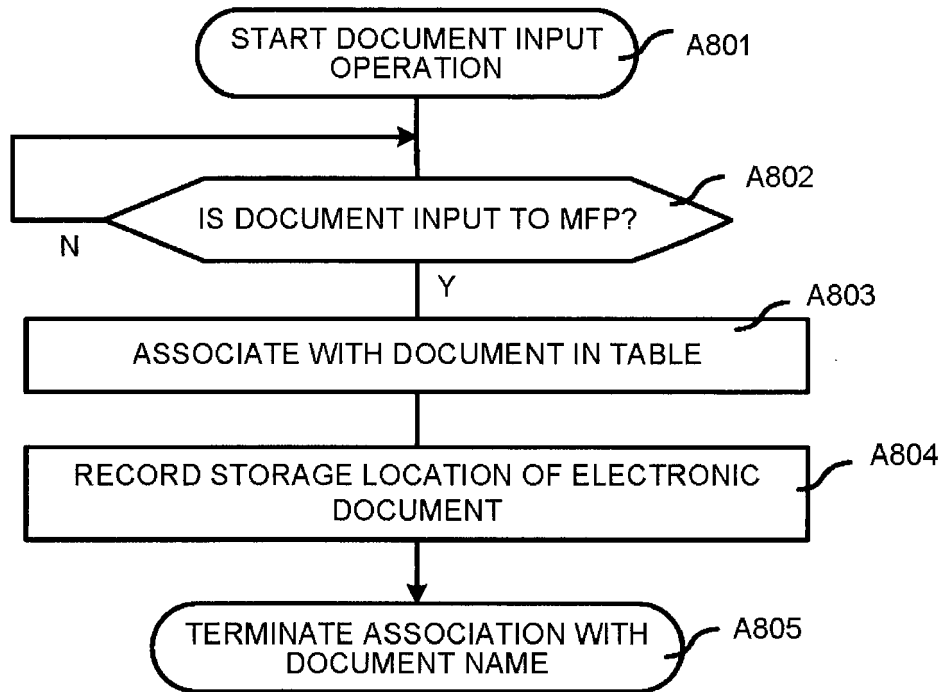 START DOCUMENT INPUT
OPERATION
A801
IS DOCUMENT INPUT TO MFP?
A802
N
Y
A803
ASSOCIATE WITH DOCUMENT IN TABLE
RECORD STORAGE LOCATION OF ELECTRONIC
DOCUMENT
A804
TERMINATE ASSOCIATION WITH
DOCUMENT NAME
A805